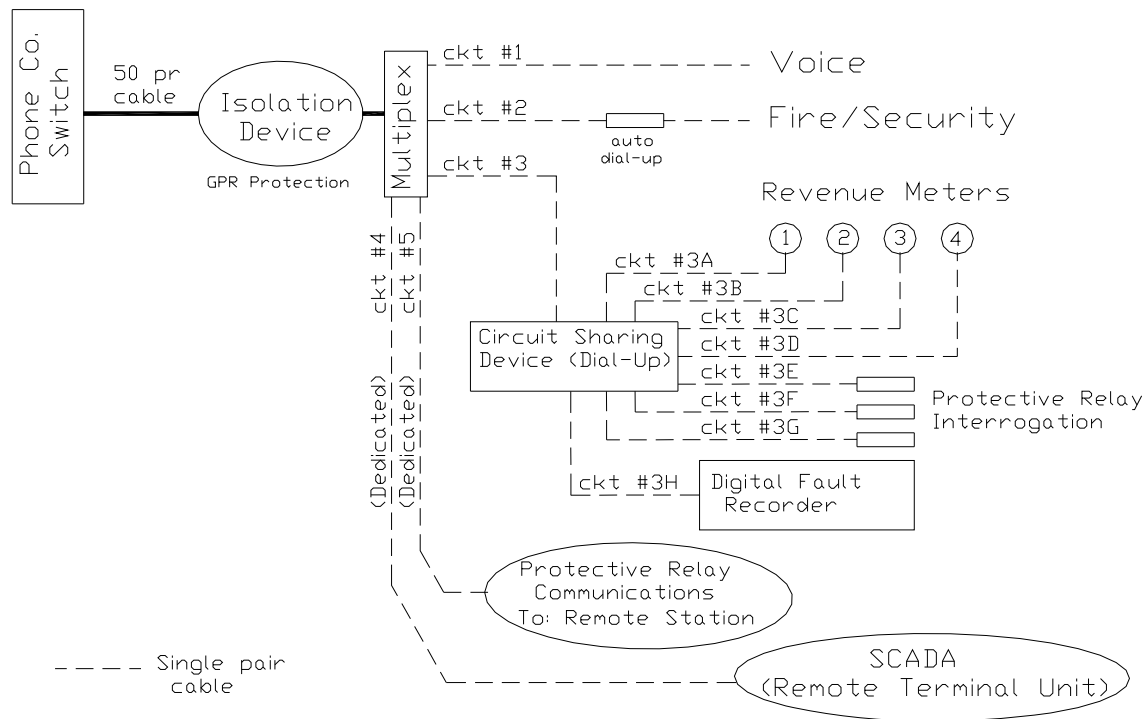 Phone Co.
Switch
50 pr
cable
Isolation
Device
GPR Protection
Multiplex
ckt #1
Voice
ckt #2
auto
dial-up
Fire/Security
ckt #3
Revenue Meters
1
2
3
4
ckt #3A
ckt #3B
ckt #3C
ckt #3D
ckt #3E
ckt #3F
ckt #3G
ckt #3H
Circuit Sharing
Device (Dial-Up)
Protective Relay
Interrogation
Digital Fault
Recorder
ckt #4
(Dedicated)
ckt #5
(Dedicated)
Protective Relay
Communications
To: Remote Station
SCADA
(Remote Terminal Unit)
Single pair
cable